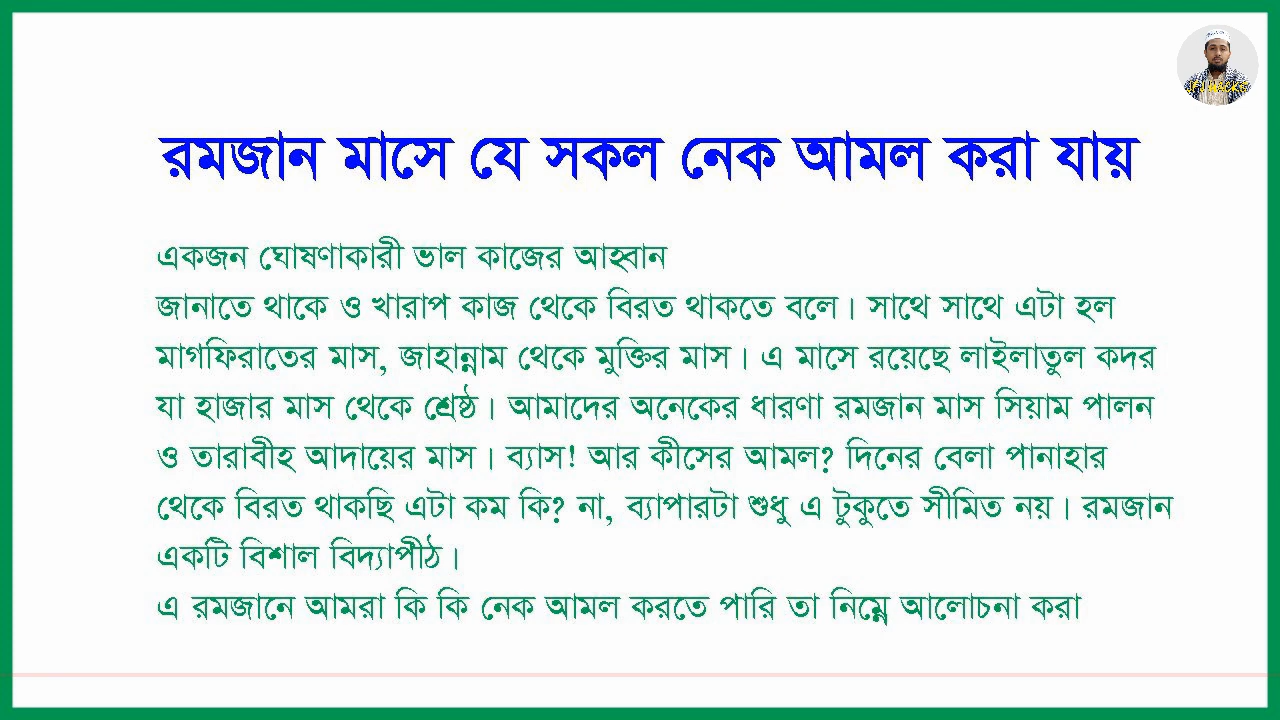 রমজান মাসে যে সকল নেক আমল করা যায়
একজন ঘোষণাকারী ভাল কাজের আহ্বান
জানাতে থাকে ও খারাপ কাজ থেকে বিরত থাকতে বলে। সাথে সাথে এটা হল
মাগফিরাতের মাস, জাহান্নাম থেকে মুক্তির মাস। এ মাসে রয়েছে লাইলাতুল কদর
যা হাজার মাস থেকে শ্রেষ্ঠ। আমাদের অনেকের ধারণা রমজান মাস সিয়াম পালন
ও তারাবীহ আদায়ের মাস। ব্যাস! আর কীসের আমল? দিনের বেলা পানাহার
থেকে বিরত থাকছি এটা কম কি? না, ব্যাপারটা শুধু এ টুকুতে সীমিত নয়। রমজান
একটি বিশাল বিদ্যাপীঠ।
এ রমজানে আমরা কি কি নেক আমল করতে পারি তা নিম্নে আলোচনা করা